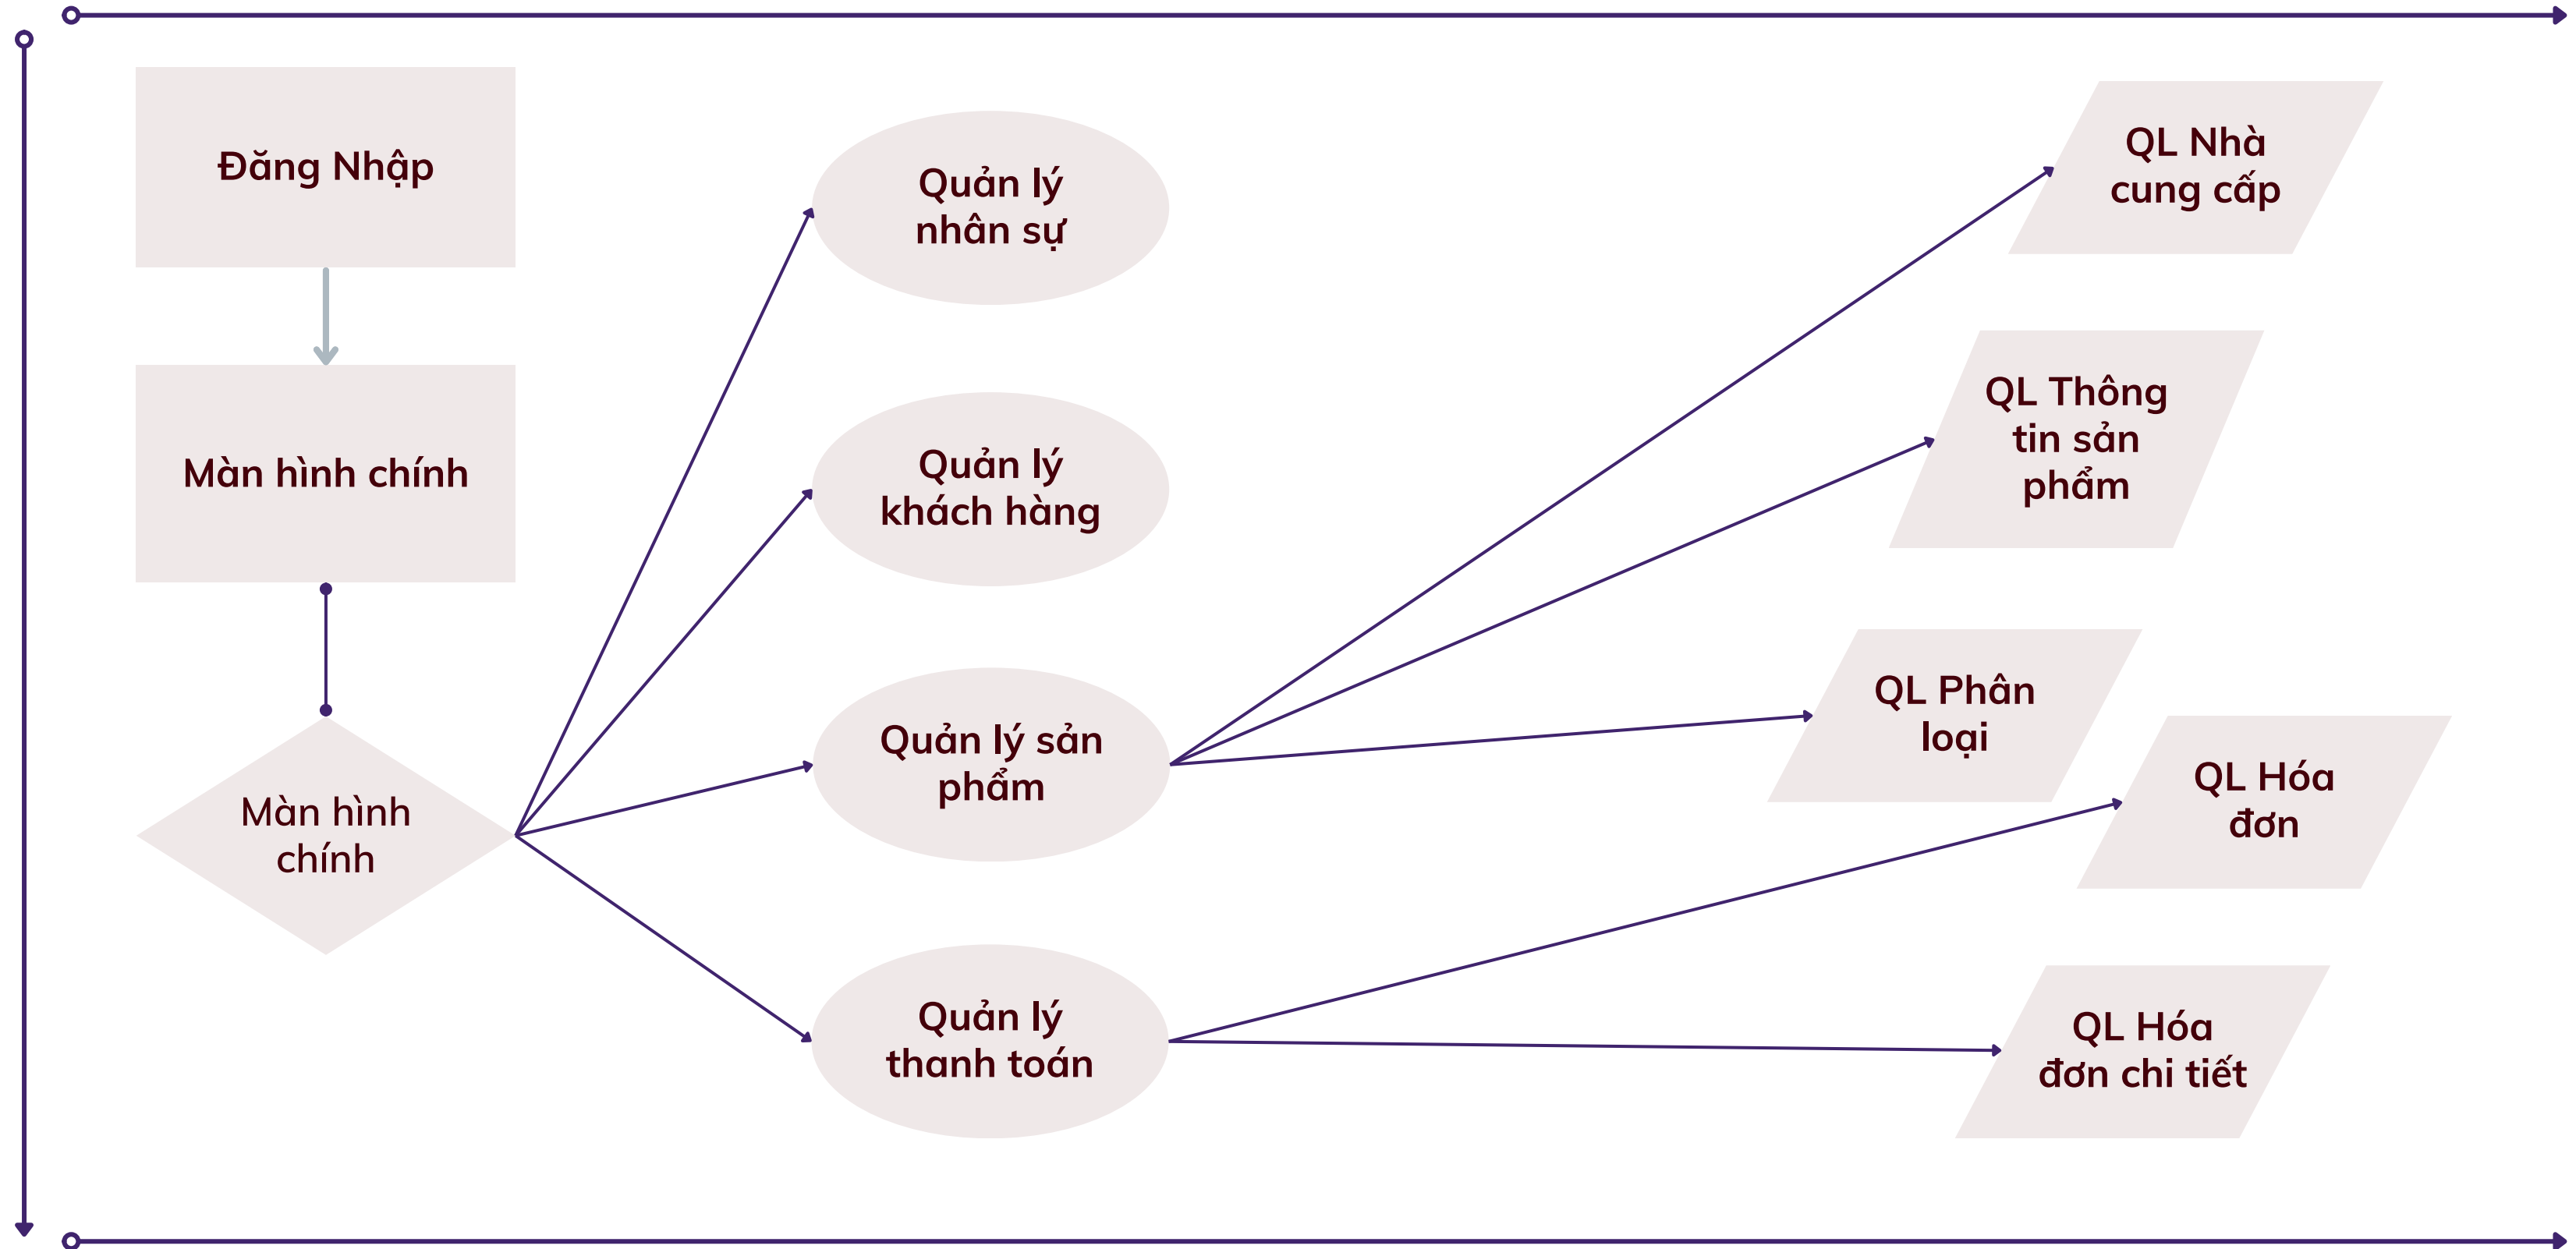 Đăng Nhập
Màn hình chính
Màn hình
chính
Quản lý
nhân sự
Quản lý
khách hàng
Quản lý sản
phẩm
Quản lý
thanh toán
QL Nhà
cung cấp
QL Thông
tin sản
phẩm
QL Phân
loại
QL Hóa
đơn
QL Hóa
đơn chi tiết